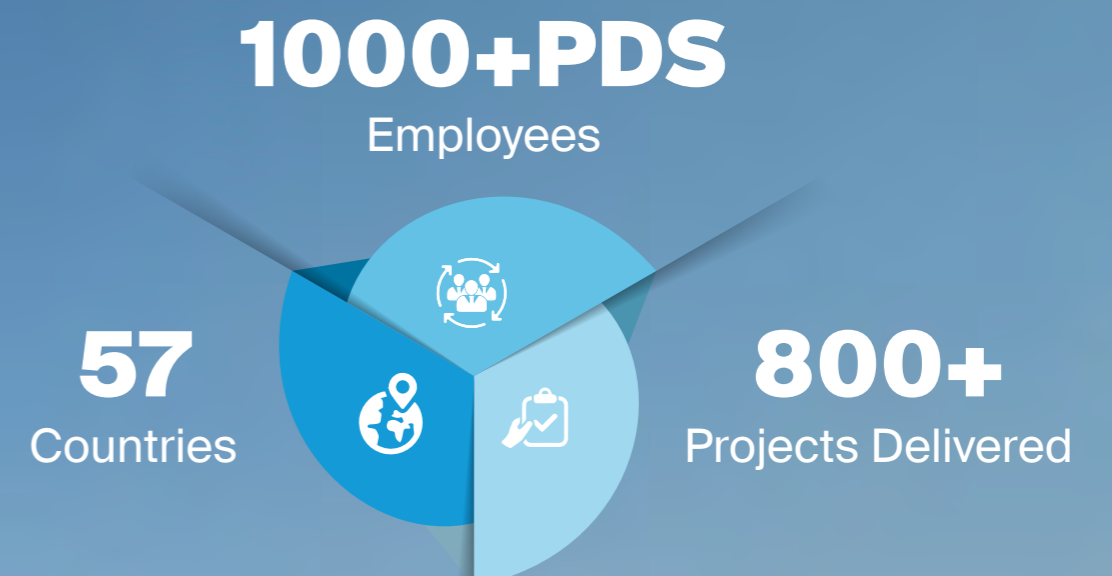 1000+PDS
Employees
57
Countries
800+
Projects Delivered